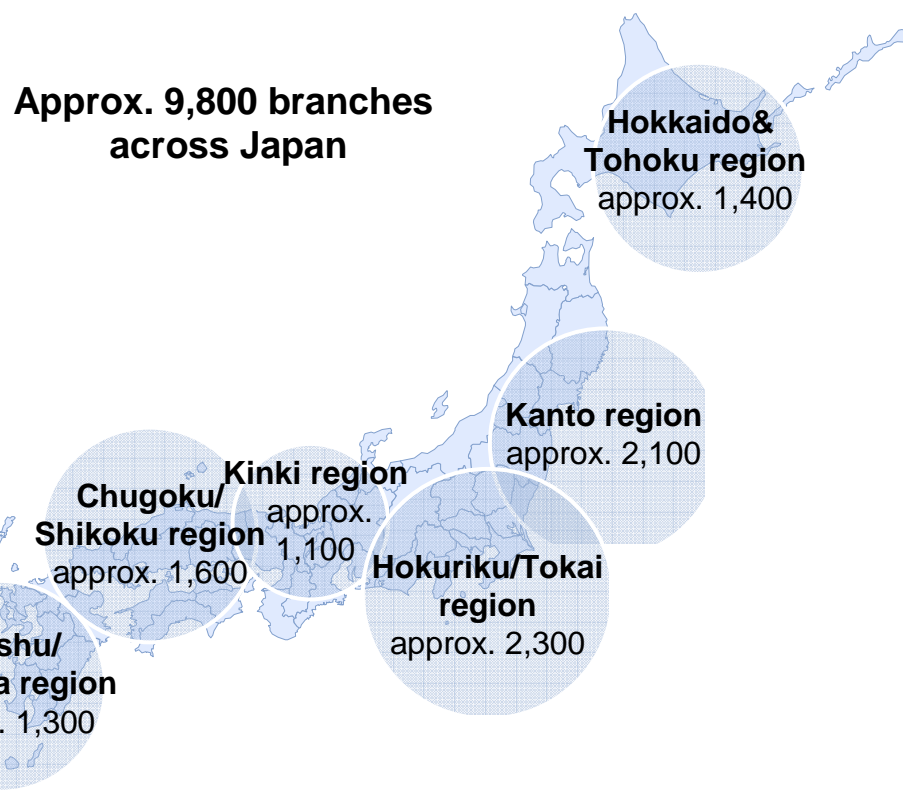 Approx. 9,800 branches
across Japan
Hokkaido&
Tohoku region
approx. 1,400
Kanto region
approx. 2,100
Kinki region
approx.
1,100
Chugoku/
Shikoku region
approx. 1,600
Hokuriku/Tokai
region
approx. 2,300
shu/
a region
. 1,300